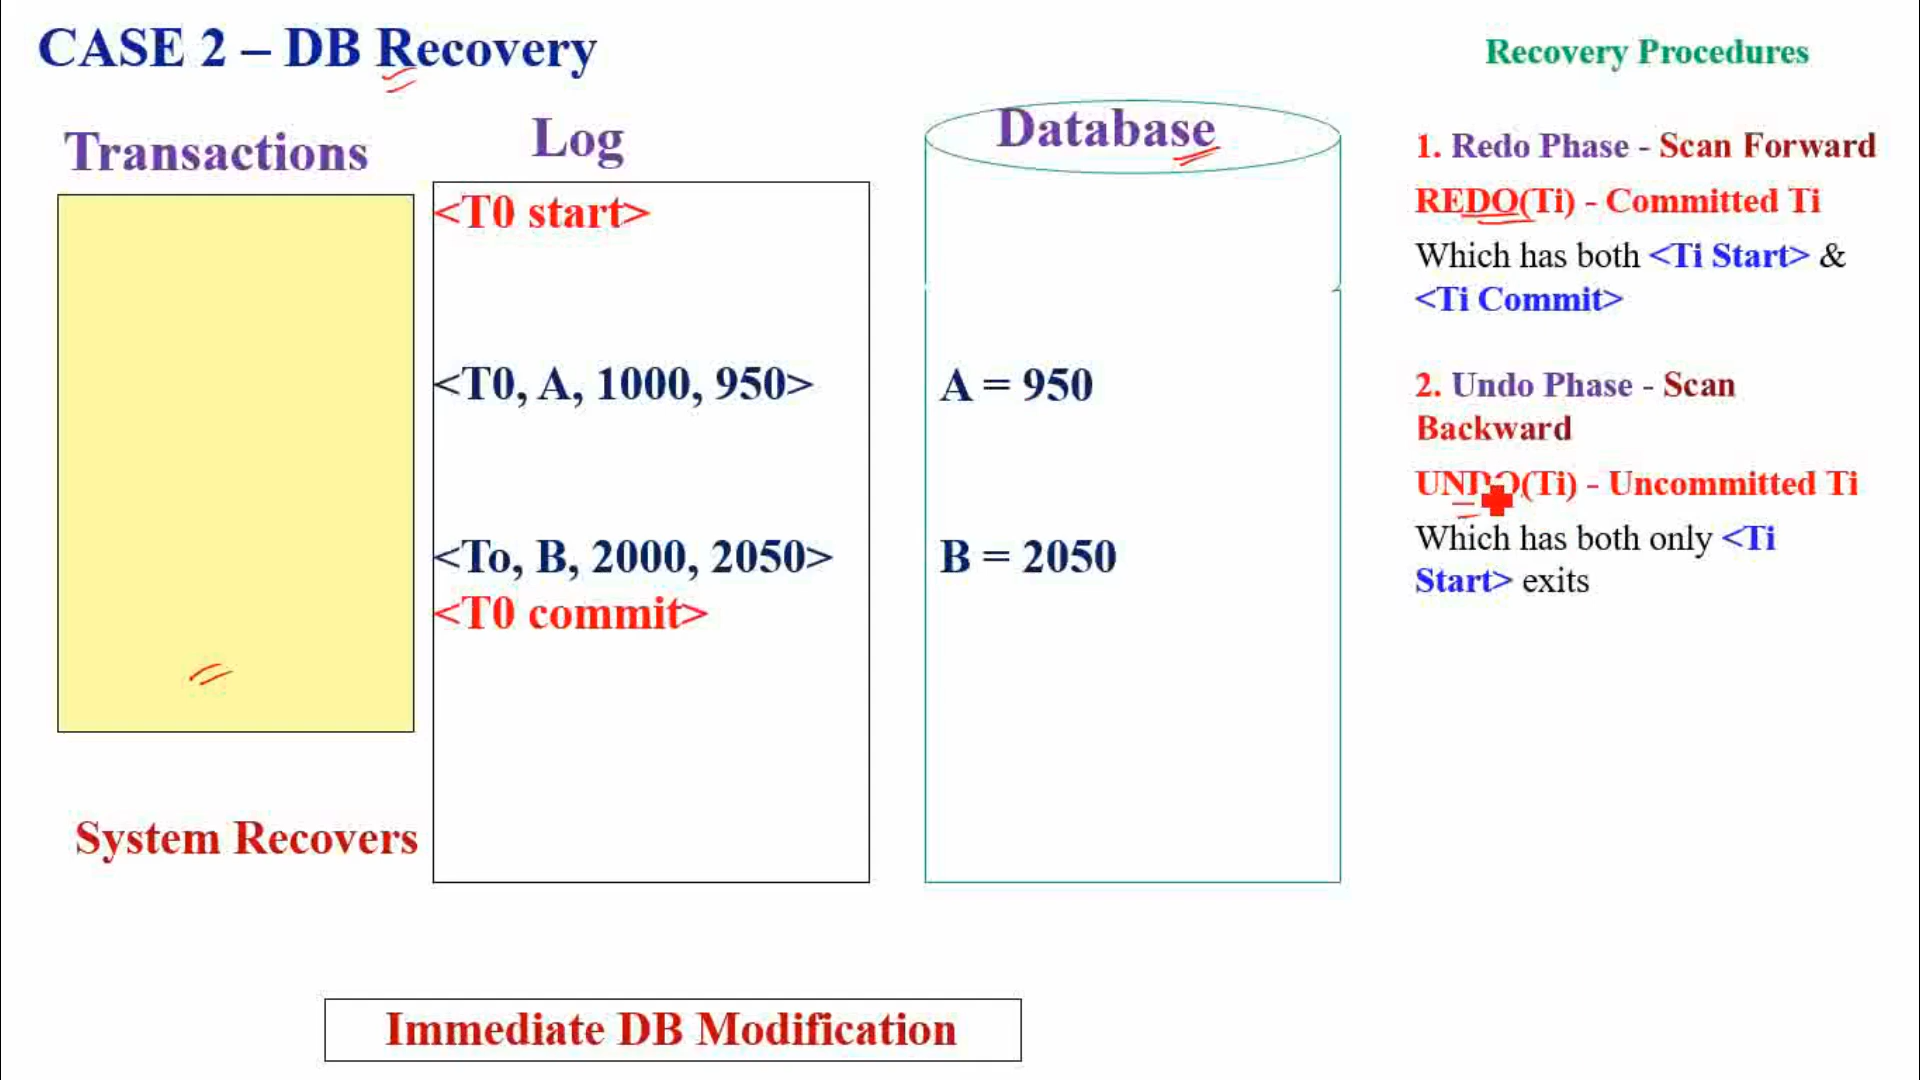 CASE 2 – DB Recovery
Recovery Procedures
Transactions
Log
Database
<T0 start>
<T0, A, 1000, 950>
<To, B, 2000, 2050>
<T0 commit>
A = 950
B = 2050
1. Redo Phase - Scan Forward
REDO(Ti) - Committed Ti
Which has both <Ti Start> &
<Ti Commit>
2. Undo Phase - Scan
Backward
UNDO(Ti) - Uncommitted Ti
Which has both only <Ti
Start> exits
System Recovers
Immediate DB Modification